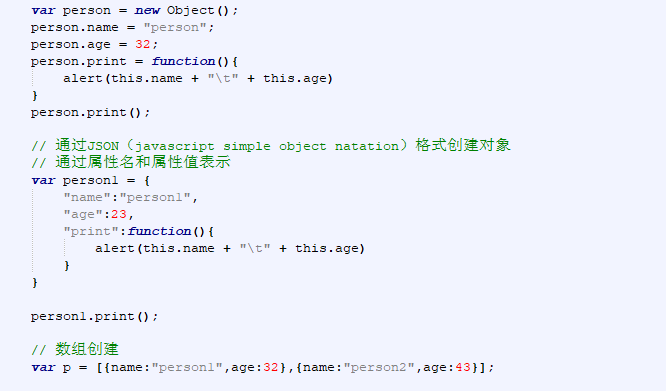 var person = new Object();
person.name = "person";
person.age = 32;
person.print = function(){
    alert(this.name + "\t" + this.age)
}
person.print();

// 通过JSON（javascript simple object natation）格式创建对象
// 通过属性名和属性值表示
var person1 = {
    "name":"person1",
    "age":23,
    "print":function(){
        alert(this.name + "\t" + this.age)
    }
}

person1.print();

// 数组创建
var p = [{name:"person1",age:32},{name:"person2",age:43}];